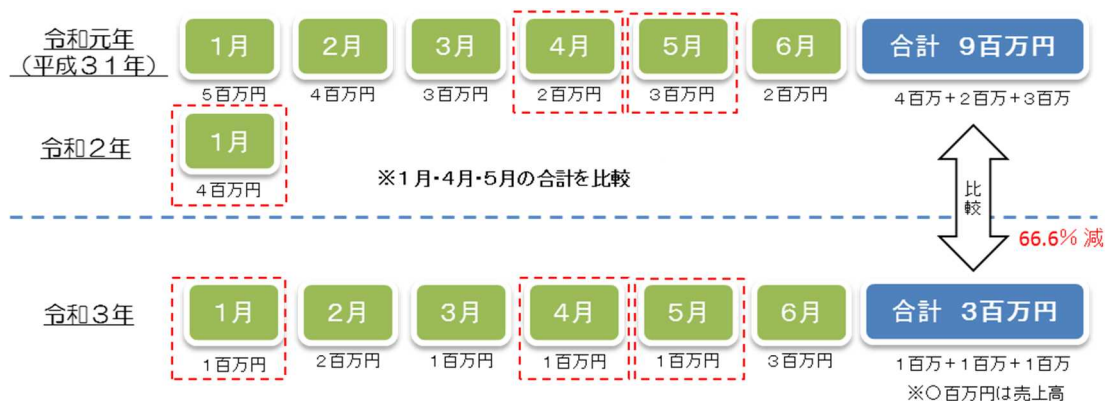 令和元年
（平成３１年）
１月 ２月 ３月 ４月 ５月 ６月 合計 ９百万円
５百万円 ４百万円 ３百万円 ２百万円 ３百万円 ２百万円 ４百万＋２百万＋３百万
令和２年
１月
４百万円
※１月・４月・５月の合計を比較
比較
66.6% 減
令和３年
１月 ２月 ３月 ４月 ５月 ６月 合計 ３百万円
１百万円 ２百万円 １百万円 １百万円 １百万円 ３百万円 １百万＋１百万＋１百万
※〇百万円は売上高